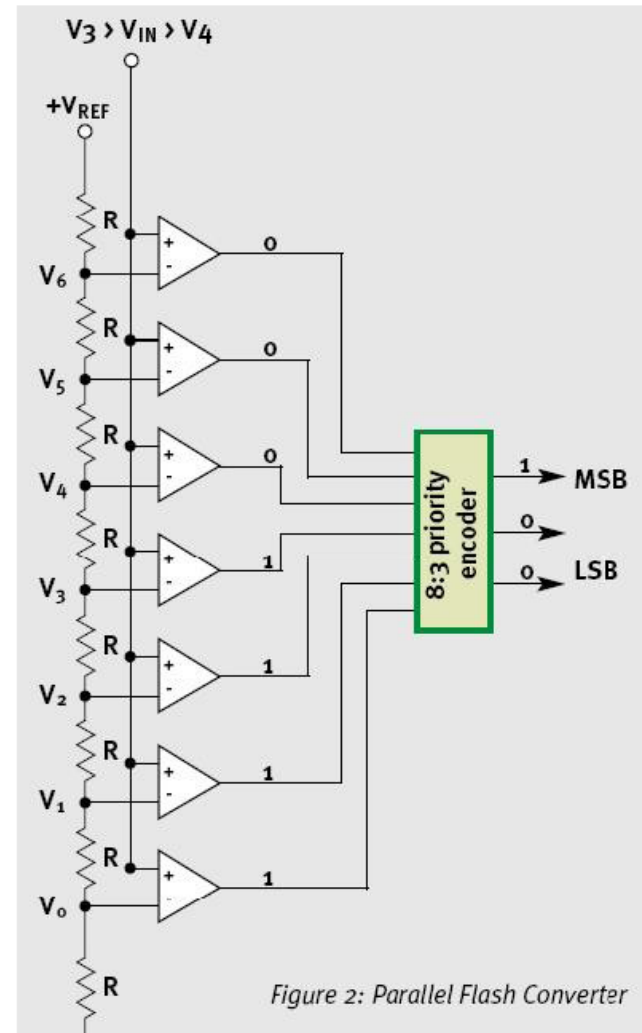 V3 > VIN > V4
+VREF
R
0
V6
R
0
V5
R
0
V4
8:3 priority
encoder
1 MSB
0
0 LSB
R
1
V3
R
1
V2
R
1
V1
R
1
V0
R
Figure 2: Parallel Flash Converter